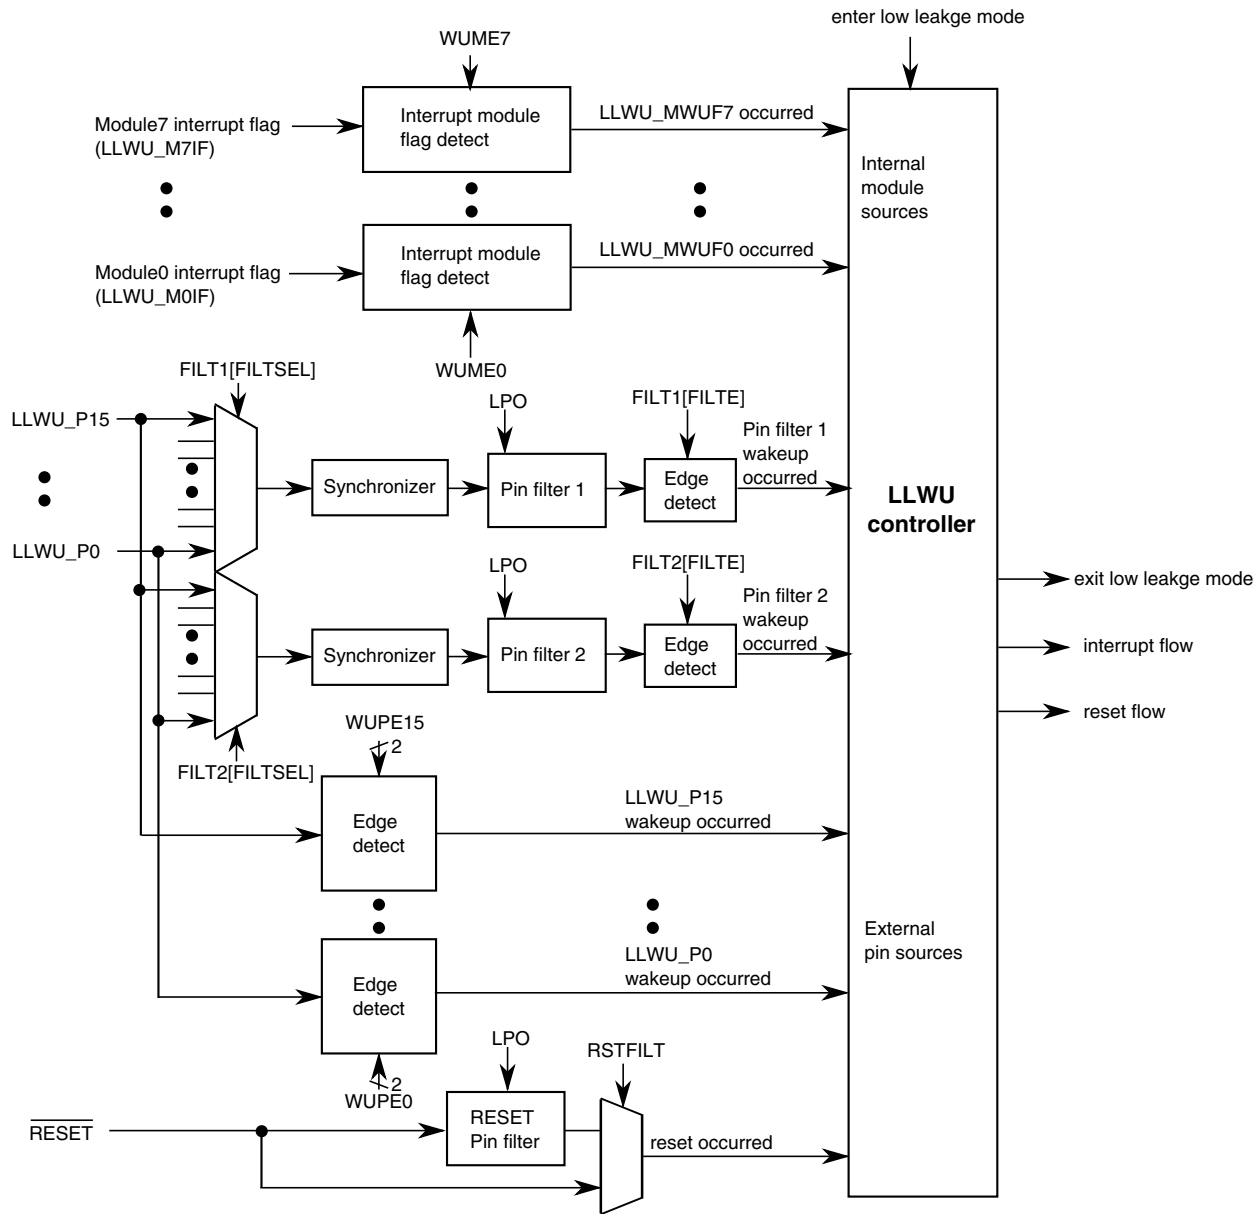 enter low leakge mode
WUME7
Interrupt module
flag detect
LLWU_MWUF7 occurred
Module7 interrupt flag
(LLWU_M7IF)
Internal
module
sources
Interrupt module
flag detect
LLWU_MWUF0 occurred
Module0 interrupt flag
(LLWU_M0IF)
WUME0
FILT1[FILTSEL]
LLWU_P15
LPO
FILT1[FILTE]
Pin filter 1
wakeup
occurred
Synchronizer
Pin filter 1
Edge
detect
LLWU
controller
LLWU_P0
LPO
FILT2[FILTE]
Pin filter 2
wakeup
occurred
Synchronizer
Pin filter 2
Edge
detect
exit low leakge mode
interrupt flow
reset flow
FILT2[FILTSEL]
WUPE15
2
Edge
detect
LLWU_P15
wakeup occurred
External
pin sources
Edge
detect
LLWU_P0
wakeup occurred
2
WUPE0
LPO
RSTFILT
RESET
RESET
Pin filter
reset occurred